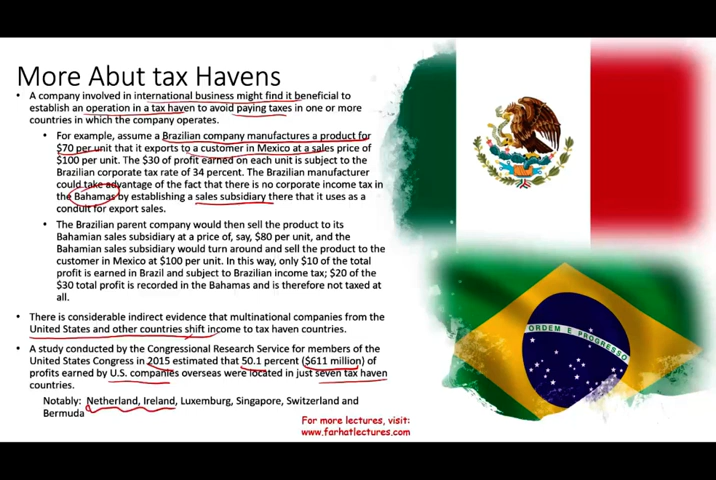 More Abut tax Havens
• A company involved in international business might find it beneficial to
establish an operation in a tax haven to avoid paying taxes in one or more
countries in which the company operates.
• For example, assume a Brazilian company manufactures a product for
$70 per unit that it exports to a customer in Mexico at a sales price of
$100 per unit. The $30 of profit earned on each unit is subject to the
Brazilian corporate tax rate of 34 percent. The Brazilian manufacturer
could take advantage of the fact that there is no corporate income tax in
the Bahamas by establishing a sales subsidiary there that it uses as a
conduit for export sales.
• The Brazilian parent company would then sell the product to its
Bahamian sales subsidiary at a price of, say, $80 per unit, and the
Bahamian sales subsidiary would turn around and sell the product to the
customer in Mexico at $100 per unit. In this way, only $10 of the total
profit is earned in Brazil and subject to Brazilian income tax; $20 of the
$30 total profit is recorded in the Bahamas and is therefore not taxed at
all.
• There is considerable indirect evidence that multinational companies from the
United States and other countries shift income to tax haven countries.
• A study conducted by the Congressional Research Service for members of the
United States Congress in 2015 estimated that 50.1 percent ($611 million) of
profits earned by U.S. companies overseas were located in just seven tax haven
countries.
Notably: Netherland, Ireland, Luxemburg, Singapore, Switzerland and
Bermuda
For more lectures, visit:
www.farhatlectures.com
ORDEM E PROGRESSO